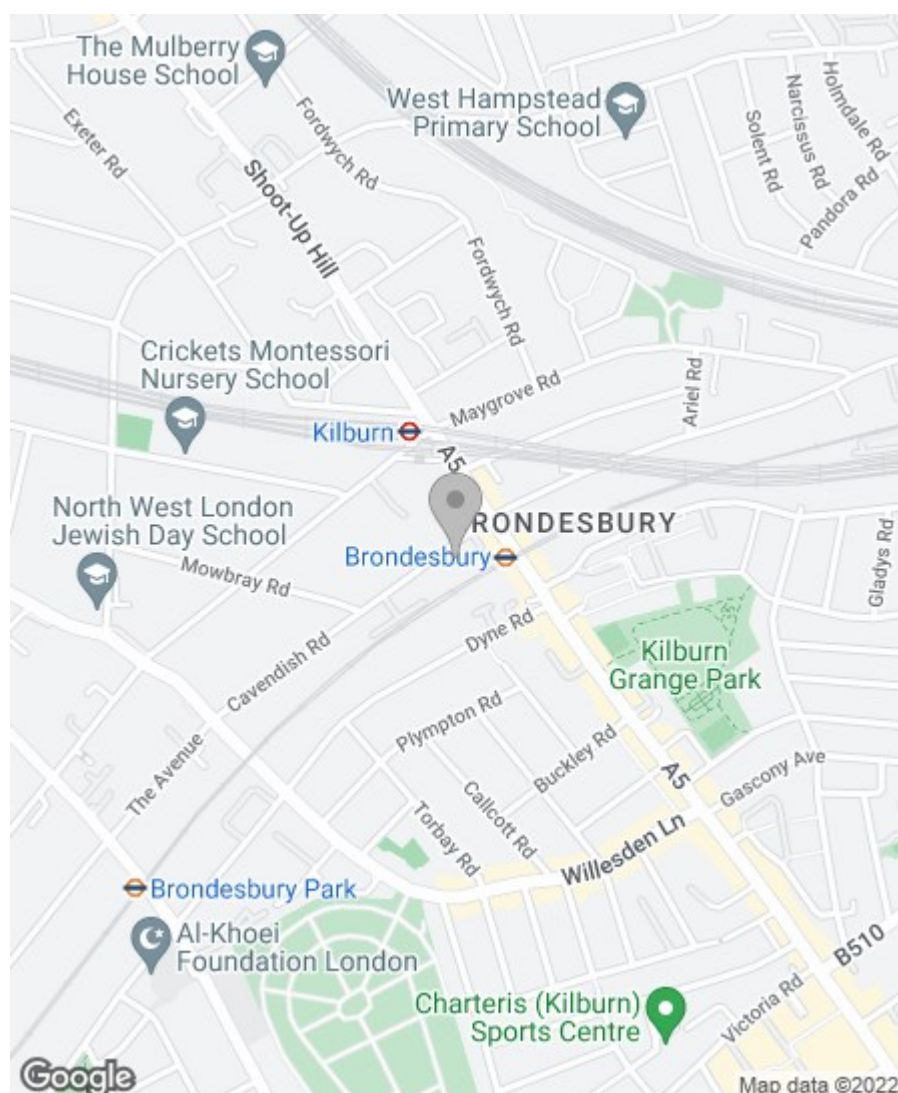 The Mulberry
House School
West Hampstead
Primary School
Holmdale Rd
Narcissus Rd
Solent Rd
Pandora Rd
Exeter Rd
Fordwych Rd
Shoot-Up Hill
Fordwych Rd
Crickets Montessori
Nursery School
Maygrove Rd
Ariel Rd
Kilburn
A5
North West London
Jewish Day School
RONDESBURY
Brondesbury
Mowbray Rd
Gladys Rd
Dyne Rd
Kilburn
Grange Park
Cavendish Rd
Plympton Rd
Buckley Rd
The Avenue
A5
Gascony Ave
Callcott Rd
Torbay Rd
Willesden Ln
Brondesbury Park
Al-Khoei
Foundation London
B510
Charteris (Kilburn)
Sports Centre
Victoria Rd
Google
Map data ©2022